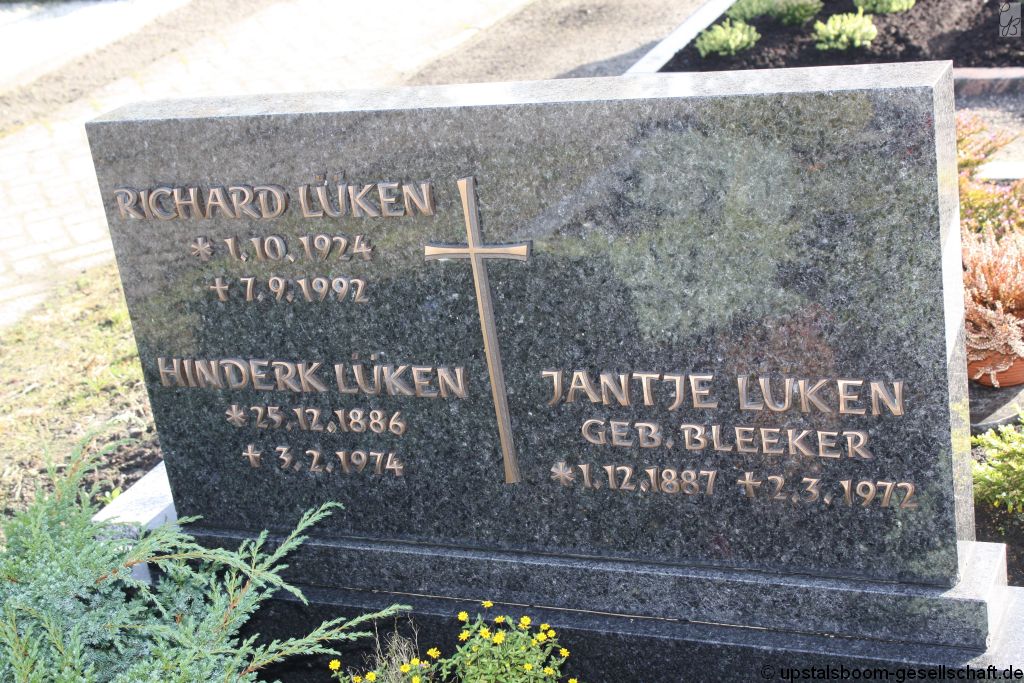 RICHARD LÜKEN
* 1.10.1924
+ 7.9.1992
HINDERK LÜKEN
* 25.12.1886
+ 3.2.1974
JANTJE LÜKEN
GEB. BLEEKER
* 1.12.1887 + 2.3.1972
© upstalsboom-gesellschaft.de